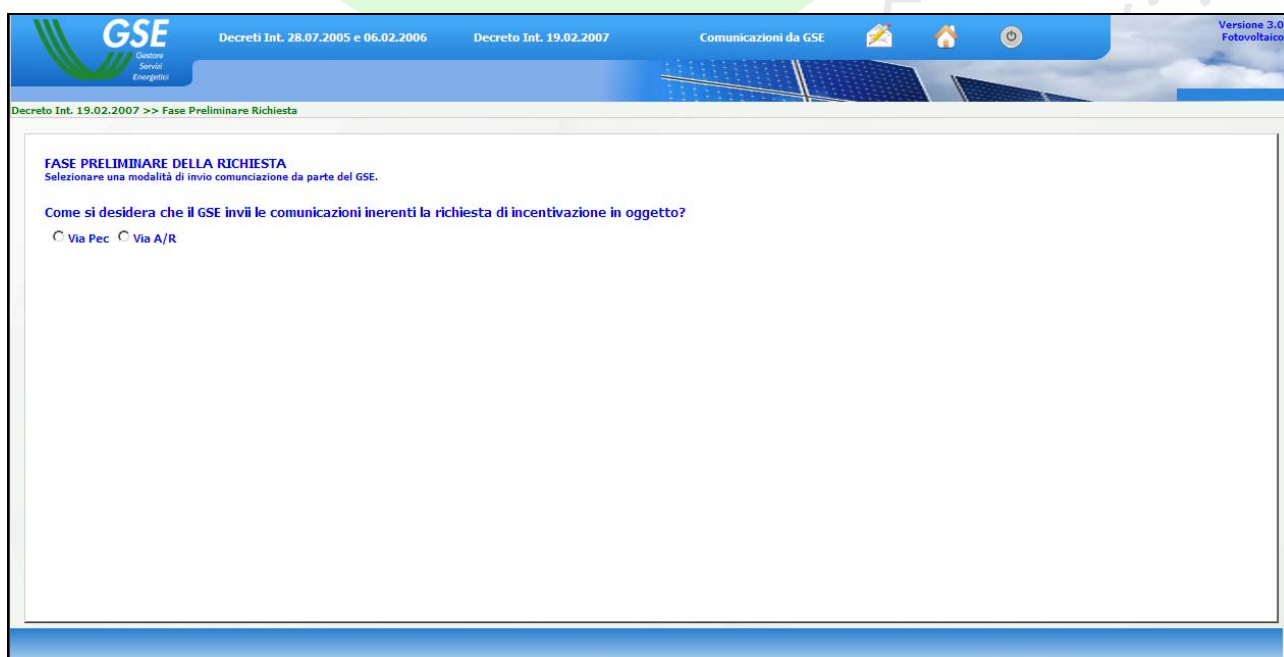 GSE
Gestore
Servizi
Energetici
Decreti Int. 28.07.2005 e 06.02.2006
Decreto Int. 19.02.2007
Comunicazioni da GSE
Versione 3.0
Fotovoltaico
Decreto Int. 19.02.2007 >> Fase Preliminare Richiesta
FASE PRELIMINARE DELLA RICHIESTA
Selezionare una modalità di invio comunciazione da parte del GSE.
Come si desidera che il GSE invii le comunicazioni inerenti la richiesta di incentivazione in oggetto?
Via Pec Via A/R